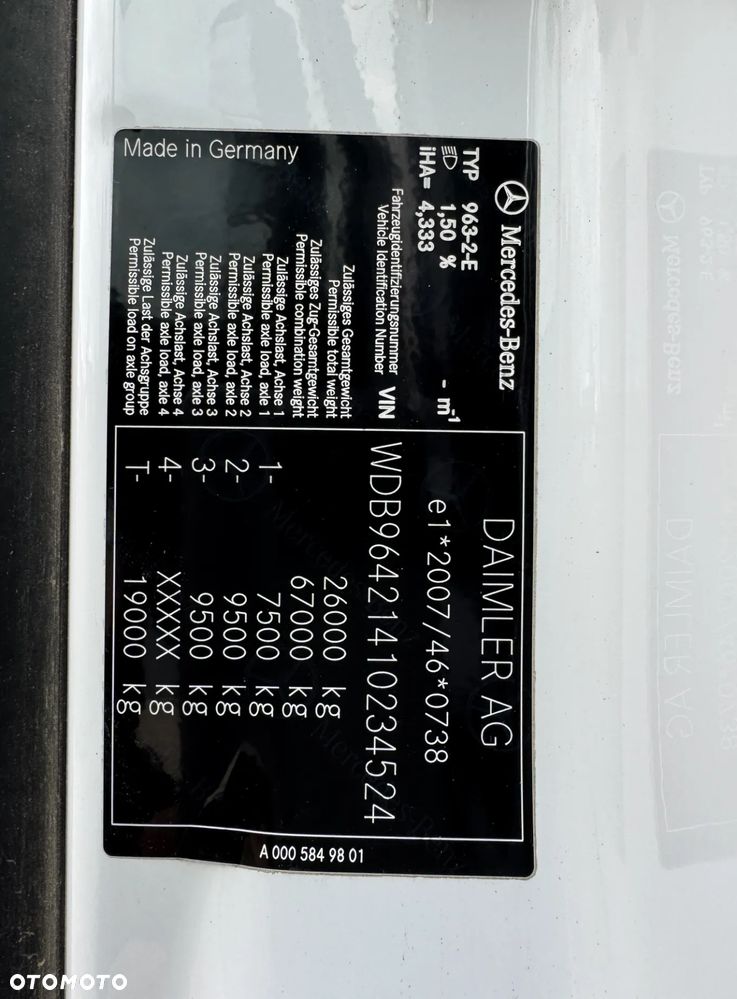 Mercedes-Benz
TYP 963-2-E
1,50 %
- m⁻¹
iHA= 4,333
DAIMLER AG
e1*2007/46*0738
Fahrzeugidentifizierungsnummer
Vehicle Identification Number
VIN
WDB96421410234524
Zulässiges Gesamtgewicht
Permissible total weight
26000 kg
Zulässiges Zug-Gesamtgewicht
Permissible combination weight
67000 kg
Zulässige Achslast, Achse 1
Permissible axle load, axle 1
1- 7500 kg
Zulässige Achslast, Achse 2
Permissible axle load, axle 2
2- 9500 kg
Zulässige Achslast, Achse 3
Permissible axle load, axle 3
3- 9500 kg
Zulässige Achslast, Achse 4
Permissible axle load, axle 4
4- XXXXX kg
Zulässige Last der Achsgruppe
Permissible load on axle group
T- 19000 kg
Made in Germany
A 000 584 98 01
OTOMOTO